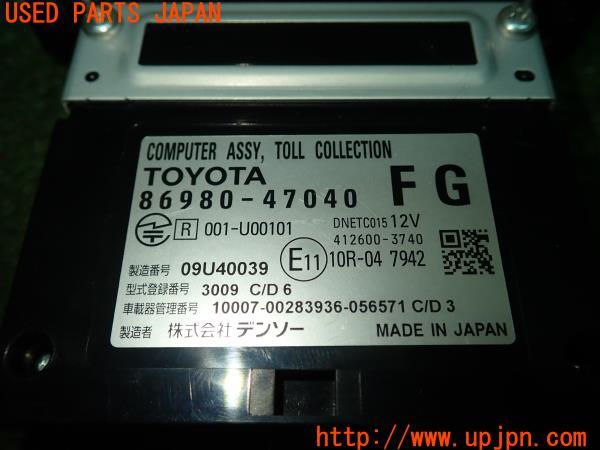 USED PARTS JAPAN
COMPUTER ASSY, TOLL COLLECTION
TOYOTA
86980-47040 FG
R 001-U00101 DNETC015 12V
412600-3740
製造番号 09U40039 E11 10R-04 7942
型式登録番号 3009 C/D 6
車載器管理番号 10007-00283936-056571 C/D 3
製造者 株式会社デンソー MADE IN JAPAN
http://www.upjpn.com